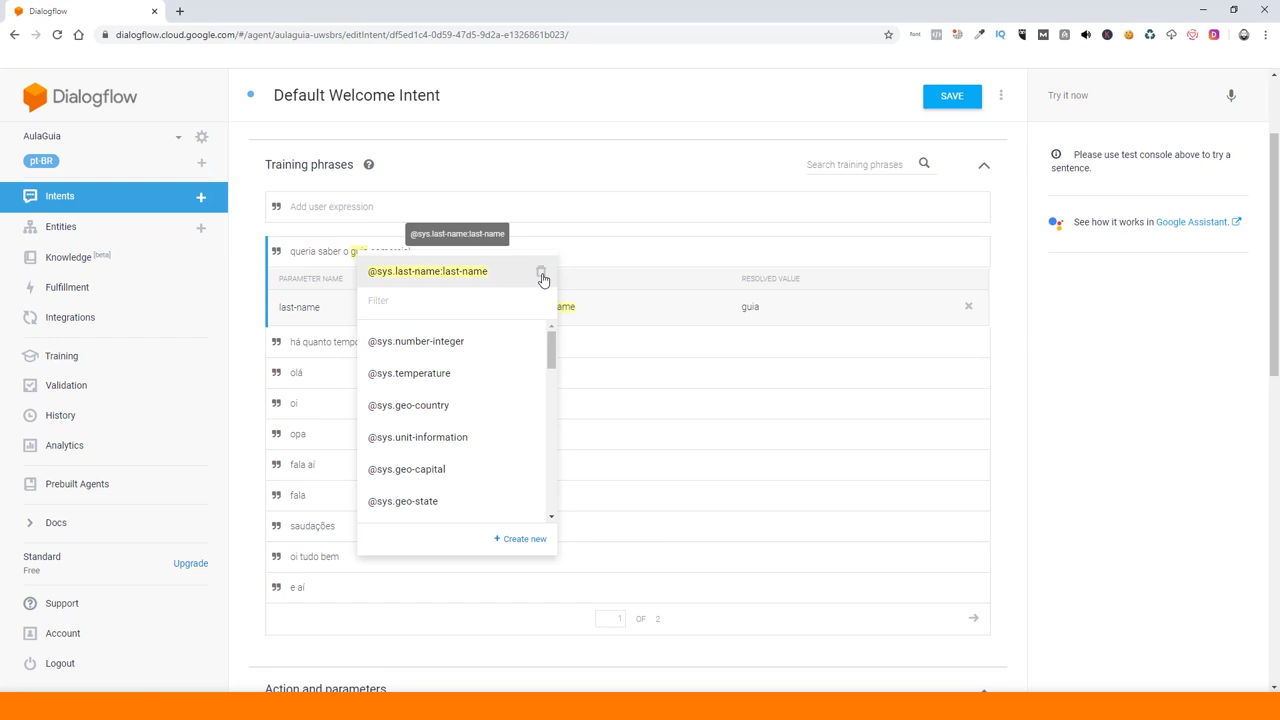 Dialogflow
dialogflow.cloud.google.com/#/agent/aulaguia-uwsbrs/editIntent/df5ed1c4-0d59-47d5-9d2a-e1326861b023/
Dialogflow
Default Welcome Intent
SAVE
Try it now
AulaGuia
pt-BR
Please use test console above to try a
sentence.
See how it works in Google Assistant.
Intents
Entities
Knowledge [beta]
Fulfillment
Integrations
Training
Validation
History
Analytics
Prebuilt Agents
Docs
Standard
Free
Upgrade
Support
Account
Logout
Training phrases
Search training phrases
Add user expression
@sys.last-name:last-name
queria saber o
PARAMETER NAME
RESOLVED VALUE
last-name
guia
@sys.last-name:last-name
Filter
@sys.number-integer
@sys.temperature
@sys.geo-country
@sys.unit-information
@sys.geo-capital
@sys.geo-state
+ Create new
há quanto tempo
olá
oi
opa
fala aí
fala
saudações
oi tudo bem
e aí
1 OF 2
Action and parameters